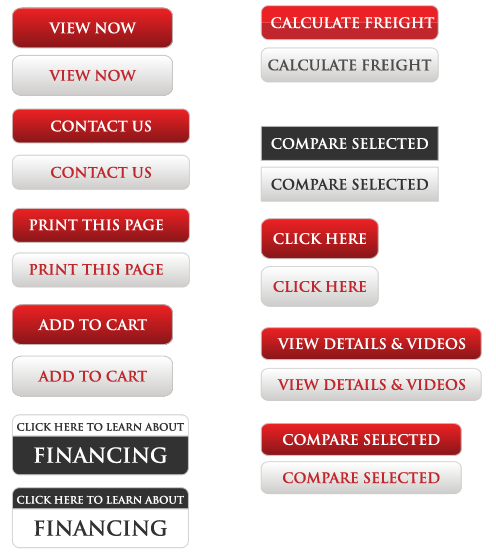 VIEW NOW
VIEW NOW
CONTACT US
CONTACT US
PRINT THIS PAGE
PRINT THIS PAGE
ADD TO CART
ADD TO CART
CLICK HERE TO LEARN ABOUT
FINANCING
CLICK HERE TO LEARN ABOUT
FINANCING
CALCULATE FREIGHT
CALCULATE FREIGHT
COMPARE SELECTED
COMPARE SELECTED
CLICK HERE
CLICK HERE
VIEW DETAILS & VIDEOS
VIEW DETAILS & VIDEOS
COMPARE SELECTED
COMPARE SELECTED